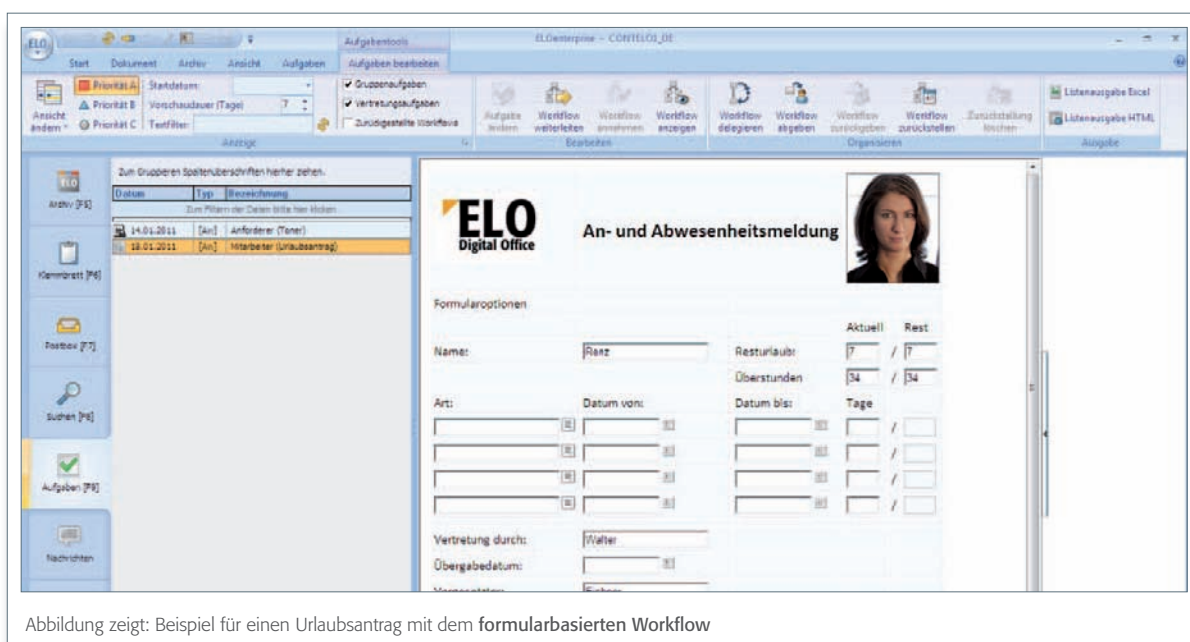 ELO
ELOenterprise – CONTELO1_DE
Aufgabentools
Start Dokument Archiv Ansicht Aufgaben Aufgaben bearbeiten
Ansicht ändern
Priorität A
Priorität B
Priorität C
Startdatum:
Vorschaudauer (Tage) 7
Textfilter:
Anzeige
Gruppenaufgaben
Vertretungsaufgaben
Zurückgestellte Workflows
Aufgabe ändern
Workflow weiterleiten
Workflow annehmen
Workflow anzeigen
Bearbeiten
Workflow delegieren
Workflow abgeben
Workflow zurückgeben
Workflow zurückstellen
Zurückstellung löschen
Organisieren
Listenausgabe Excel
Listenausgabe HTML
Ausgabe
ELO
Archiv [F5]
Klemmbrett [F6]
Postbox [F7]
Suchen [F8]
Aufgaben [F9]
Nachrichten
Zum Gruppieren Spaltenüberschriften hierher ziehen.
Datum Typ Bezeichnung
Zum Filtern der Daten bitte hier klicken
14.01.2011 [An] Anforderer (Toner)
18.01.2011 [An] Mitarbeiter (Urlaubsantrag)
ELO
Digital Office
An- und Abwesenheitsmeldung
Formularoptionen
Aktuell Rest
Name: Renz Resturlaub: 7 / 7
Überstunden 34 / 34
Art: Datum von: Datum bis: Tage
/
/
/
/
Vertretung durch: Walter
Übergabedatum:
Abbildung zeigt: Beispiel für einen Urlaubsantrag mit dem formularbasierten Workflow